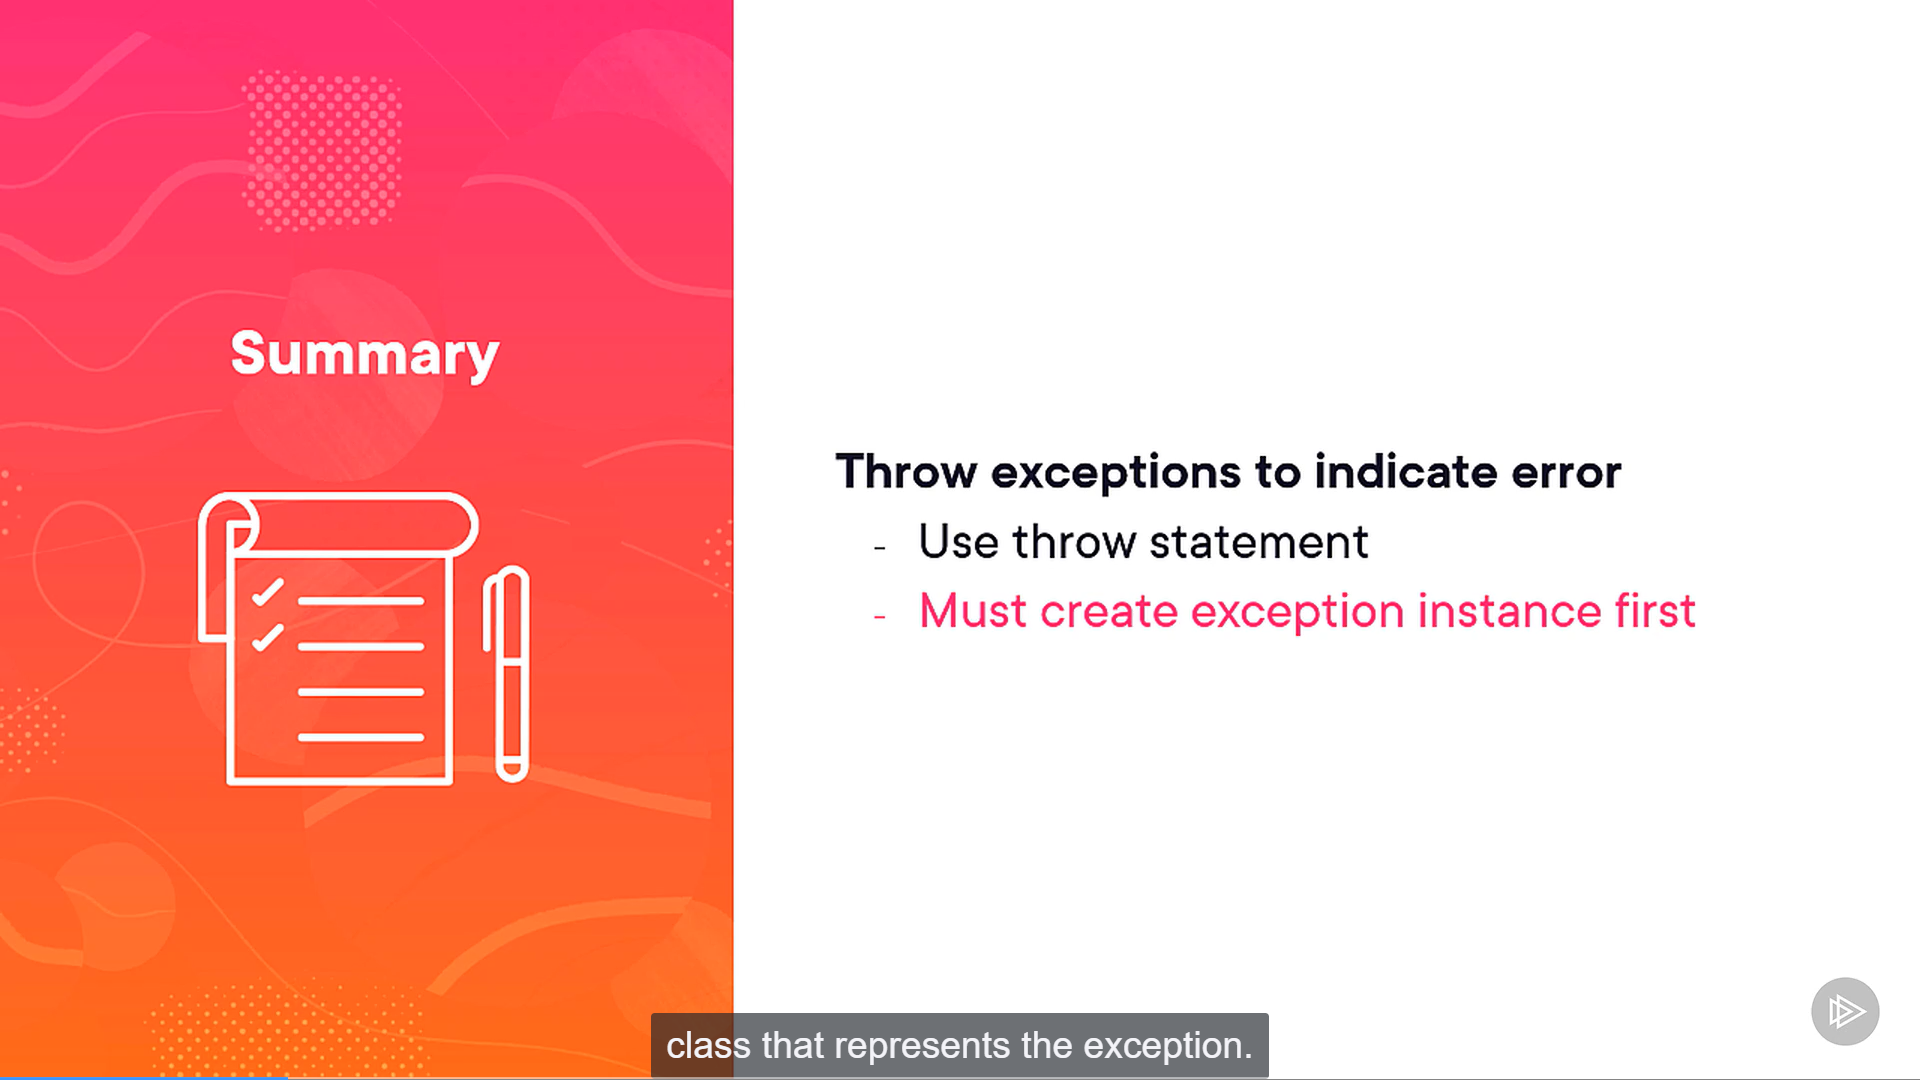 Summary
Throw exceptions to indicate error
- Use throw statement
- Must create exception instance first
class that represents the exception.